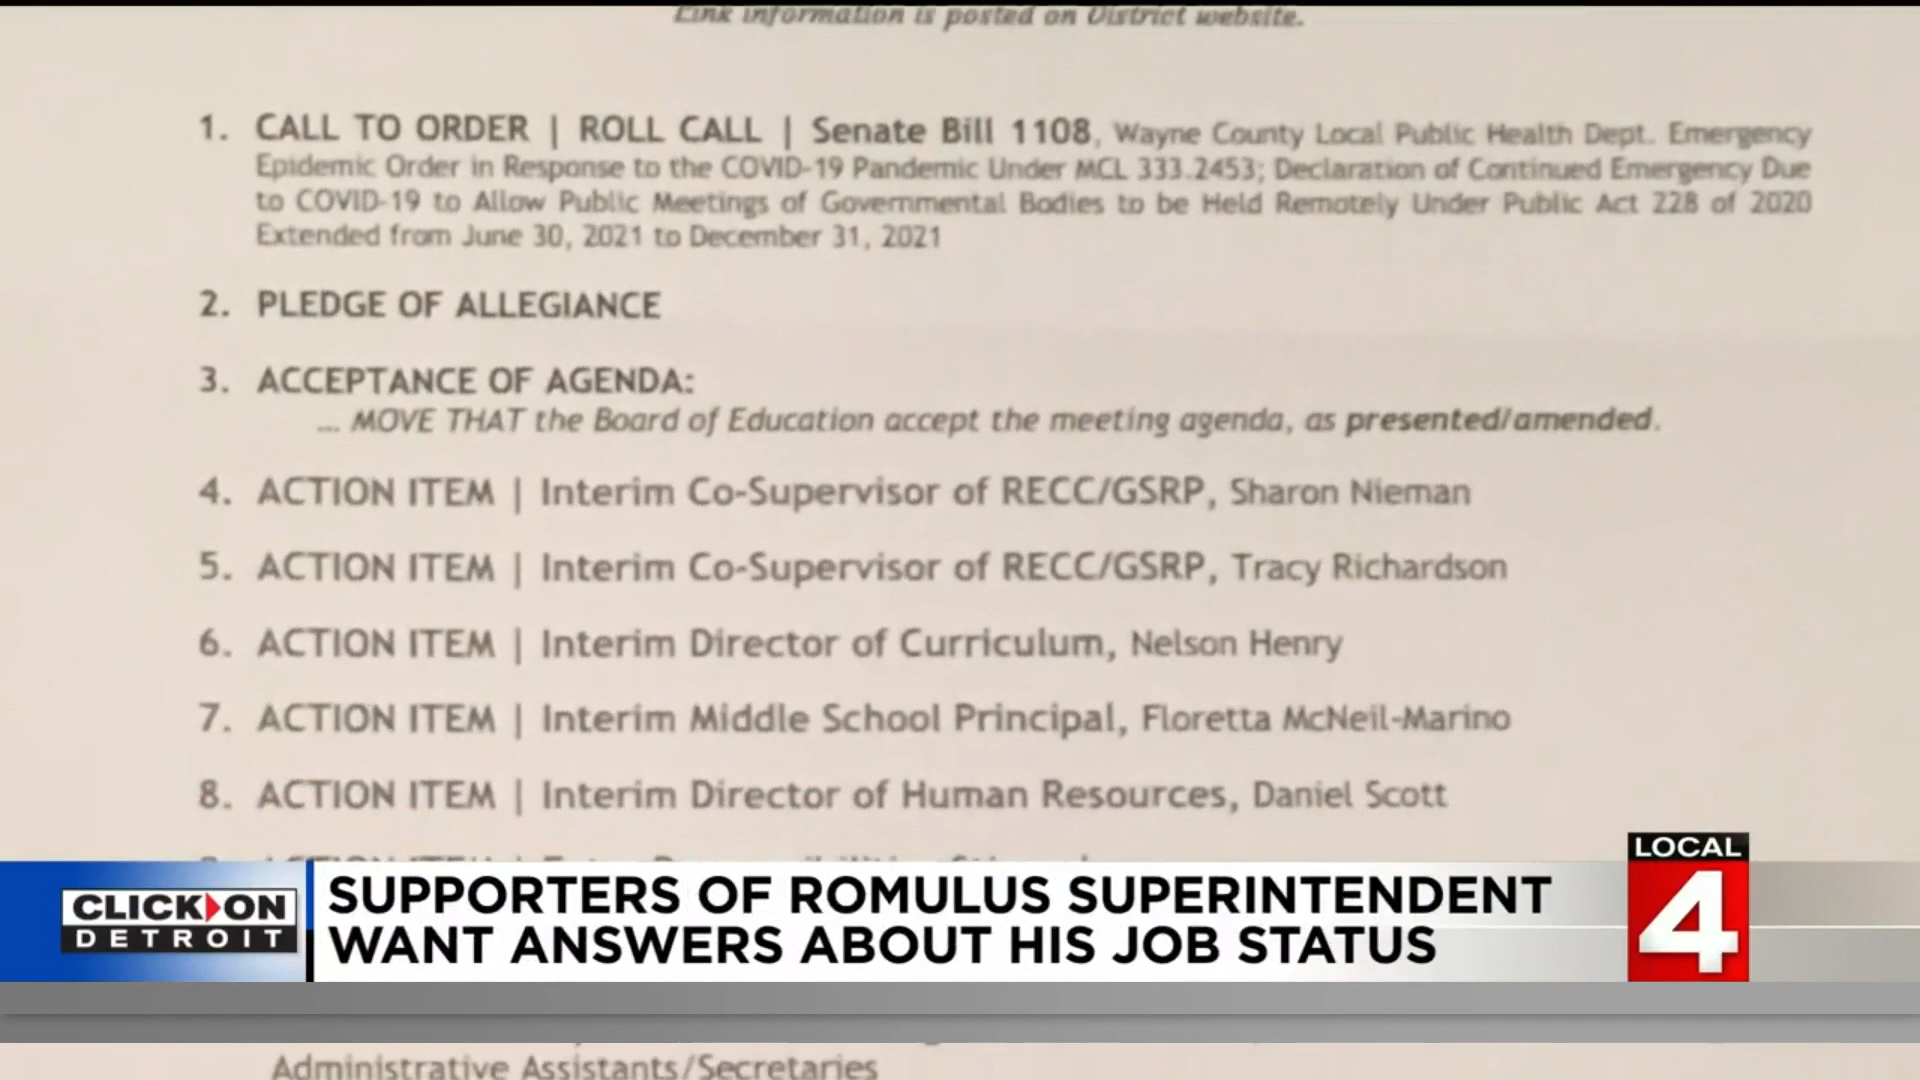 Link information is posted on District website.
1. CALL TO ORDER | ROLL CALL | Senate Bill 1108, Wayne County Local Public Health Dept. Emergency
Epidemic Order in Response to the COVID-19 Pandemic Under MCL 333.2453; Declaration of Continued Emergency Due
to COVID-19 to Allow Public Meetings of Governmental Bodies to be Held Remotely Under Public Act 228 of 2020
Extended from June 30, 2021 to December 31, 2021
2. PLEDGE OF ALLEGIANCE
3. ACCEPTANCE OF AGENDA:
... MOVE THAT the Board of Education accept the meeting agenda, as presented/amended.
4. ACTION ITEM | Interim Co-Supervisor of RECC/GSRP, Sharon Nieman
5. ACTION ITEM | Interim Co-Supervisor of RECC/GSRP, Tracy Richardson
6. ACTION ITEM | Interim Director of Curriculum, Nelson Henry
7. ACTION ITEM | Interim Middle School Principal, Floretta McNeil-Marino
8. ACTION ITEM | Interim Director of Human Resources, Daniel Scott
ACTION ITEM |
LOCAL
4
CLICK ON
DETROIT
SUPPORTERS OF ROMULUS SUPERINTENDENT
WANT ANSWERS ABOUT HIS JOB STATUS
Administrative Assistants/Secretaries